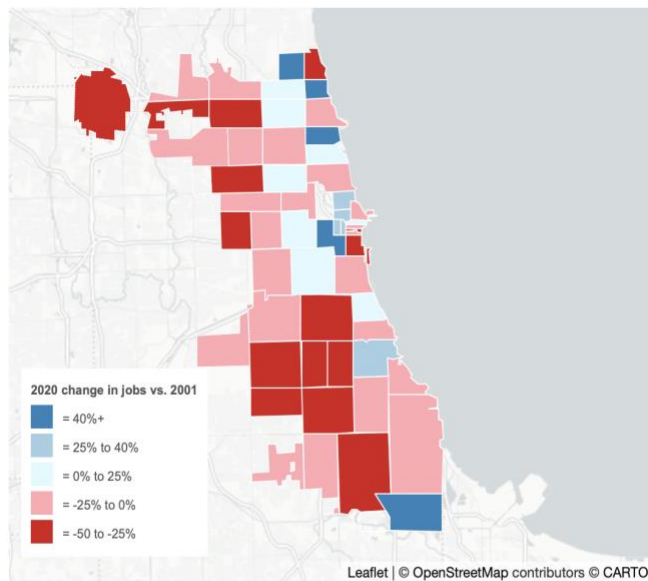 2020 change in jobs vs. 2001
= 40%+
= 25% to 40%
= 0% to 25%
= -25% to 0%
= -50 to -25%
Leaflet | © OpenStreetMap contributors © CARTO